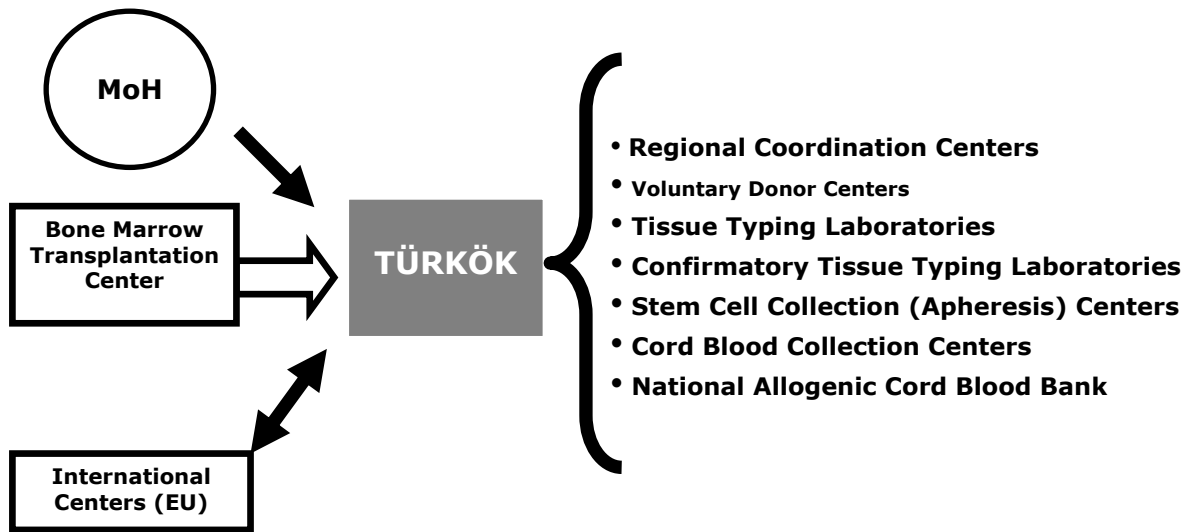 MoH
Bone Marrow
Transplantation
Center
International
Centers (EU)
TÜRKÖK
• Regional Coordination Centers
• Voluntary Donor Centers
• Tissue Typing Laboratories
• Confirmatory Tissue Typing Laboratories
• Stem Cell Collection (Apheresis) Centers
• Cord Blood Collection Centers
• National Allogenic Cord Blood Bank